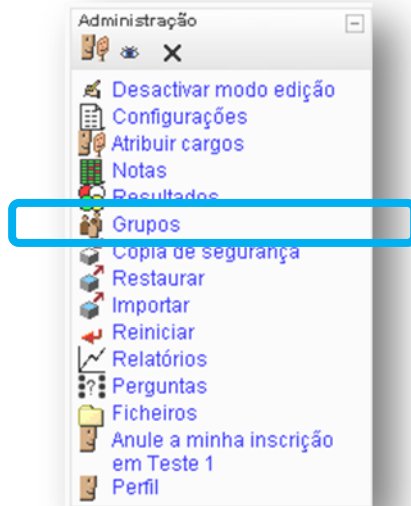 Administração
Desactivar modo edição
Configurações
Atribuir cargos
Notas
Resultados
Grupos
Cópia de segurança
Restaurar
Importar
Reiniciar
Relatórios
Perguntas
Ficheiros
Anule a minha inscrição
em Teste 1
Perfil